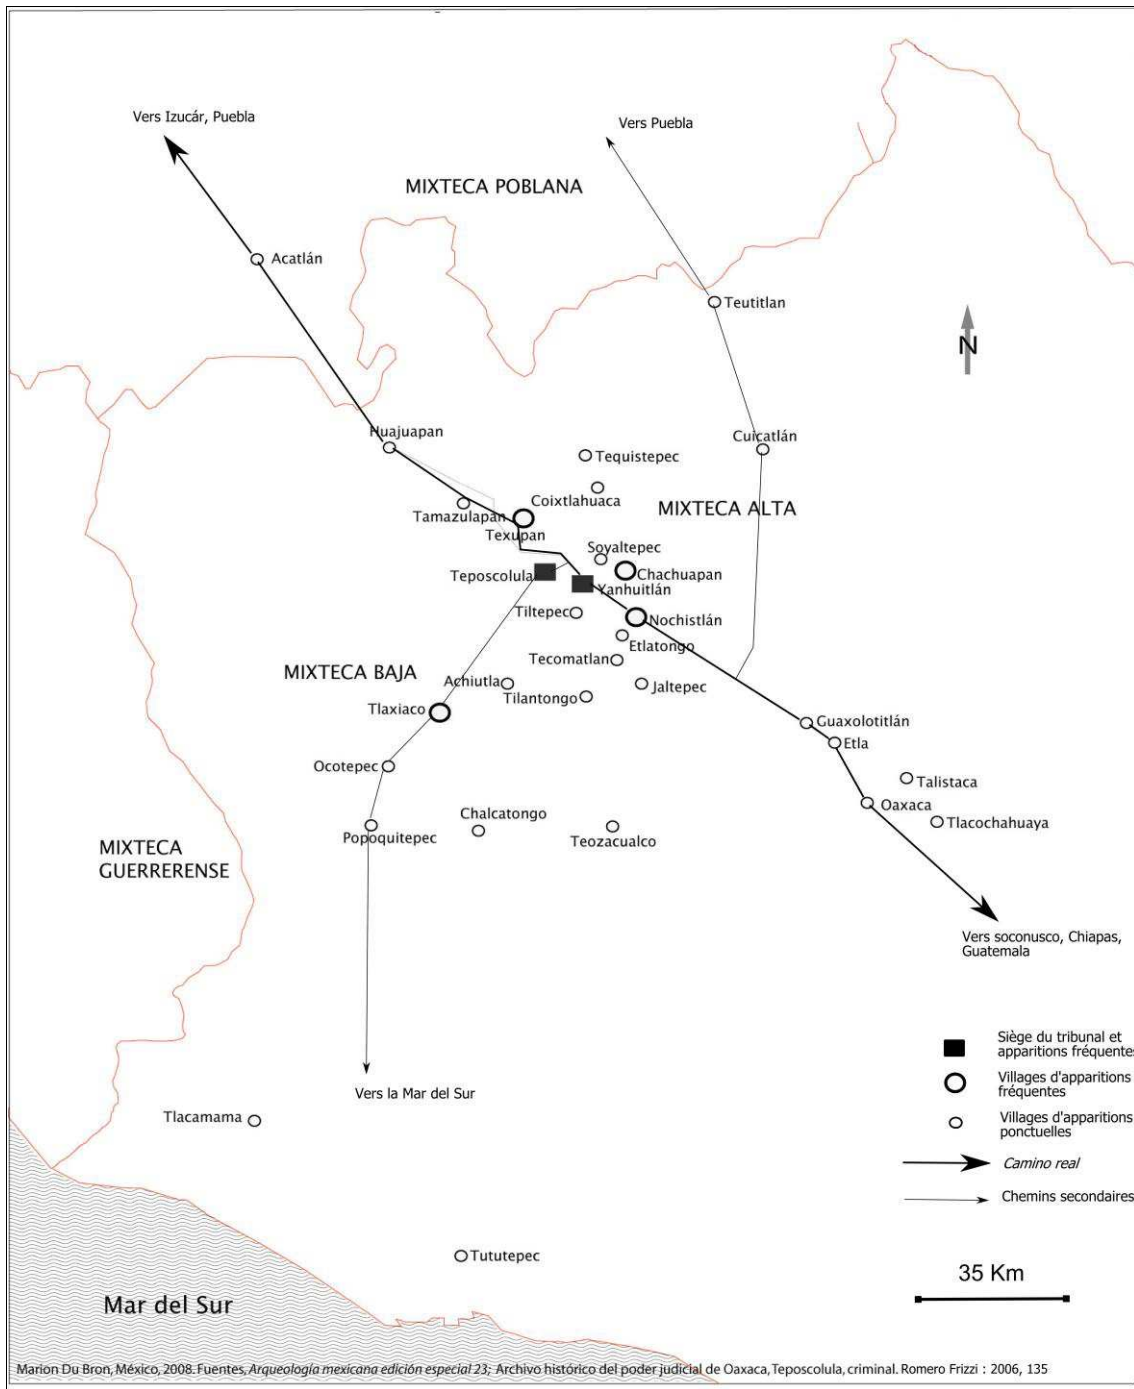 Vers Izucár, Puebla
Vers Puebla
MIXTECA POBLANA
Acatlán
Teutitlan
N
Huajuapan
Cuicatlán
Tequistepec
Coixtlahuaca
MIXTECA ALTA
Tamazulapan
Texupan
Soyaltepec
Teposcolula
Chachuapan
Yanhuitlán
Tiltepec
Nochistlán
Etlatongo
Tecomatlan
MIXTECA BAJA
Achiutla
Jaltepec
Tilantongo
Tlaxiaco
Guaxolotitlán
Etla
Ocotepec
Talistaca
Oaxaca
Chalcatongo
Tlacochahuaya
Popoquitepec
Teozacualco
MIXTECA
GUERRERENSE
Vers soconusco, Chiapas,
Guatemala
Siège du tribunal et
apparitions fréquentes
Villages d'apparitions
fréquentes
Vers la Mar del Sur
Tlacamama
Villages d'apparitions
ponctuelles
Camino real
Chemins secondaires
Tututepec
35 Km
Mar del Sur
Marion Du Bron, México, 2008. Fuentes, Arqueología mexicana edición especial 23; Archivo histórico del poder judicial de Oaxaca, Teposcolula, criminal. Romero Frizzi : 2006, 135